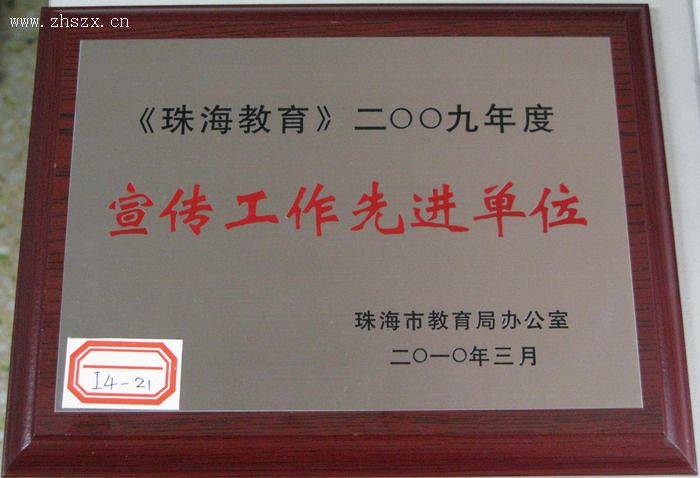 www.zhszx.cn
《珠海教育》二〇〇九年度
宣传工作先进单位
珠海市教育局办公室
二〇一〇年三月
I4-21